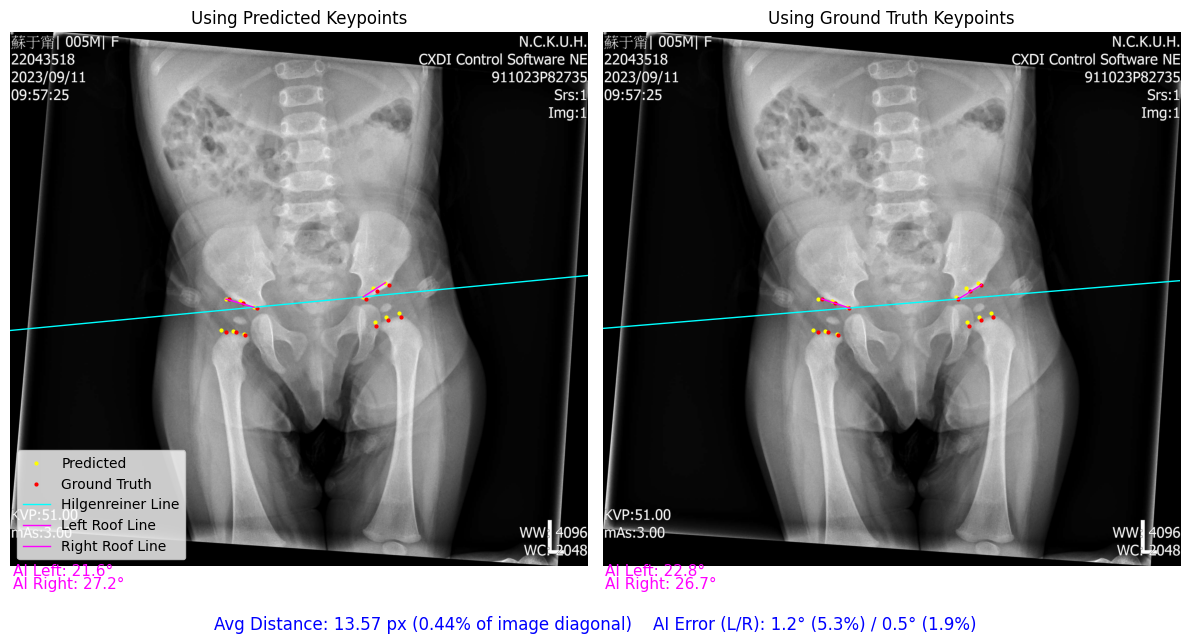 Using Predicted Keypoints
蘇于甯| 005M| F
22043518
2023/09/11
09:57:25
N.C.K.U.H.
CXDI Control Software NE
911023P82735
Srs:1
Img:1
Predicted
Ground Truth
Hilgenreiner Line
Left Roof Line
Right Roof Line
KVP:51.00
mAs:3.00
WW: 4096
WC: 2048
L
AI Left: 21.6°
AI Right: 27.2°
Using Ground Truth Keypoints
蘇于甯| 005M| F
22043518
2023/09/11
09:57:25
N.C.K.U.H.
CXDI Control Software NE
911023P82735
Srs:1
Img:1
KVP:51.00
mAs:3.00
WW: 4096
WC: 2048
L
AI Left: 22.8°
AI Right: 26.7°
Avg Distance: 13.57 px (0.44% of image diagonal) AI Error (L/R): 1.2° (5.3%) / 0.5° (1.9%)